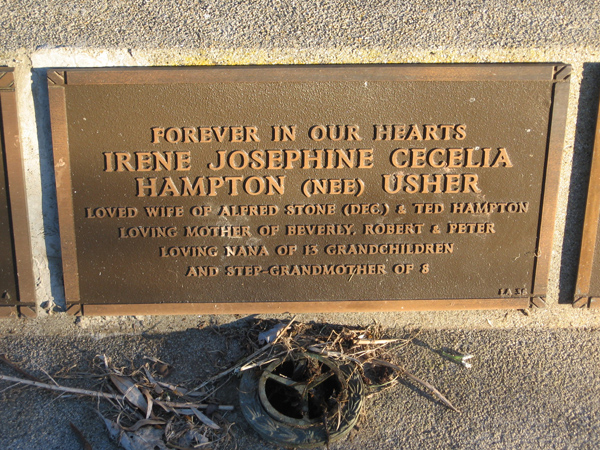 FOREVER IN OUR HEARTS
IRENE JOSEPHINE CECELIA
HAMPTON (NEE) USHER
LOVED WIFE OF ALFRED STONE (DEC.) & TED HAMPTON
LOVING MOTHER OF BEVERLY, ROBERT & PETER
LOVING NANA OF 13 GRANDCHILDREN
AND STEP-GRANDMOTHER OF 8